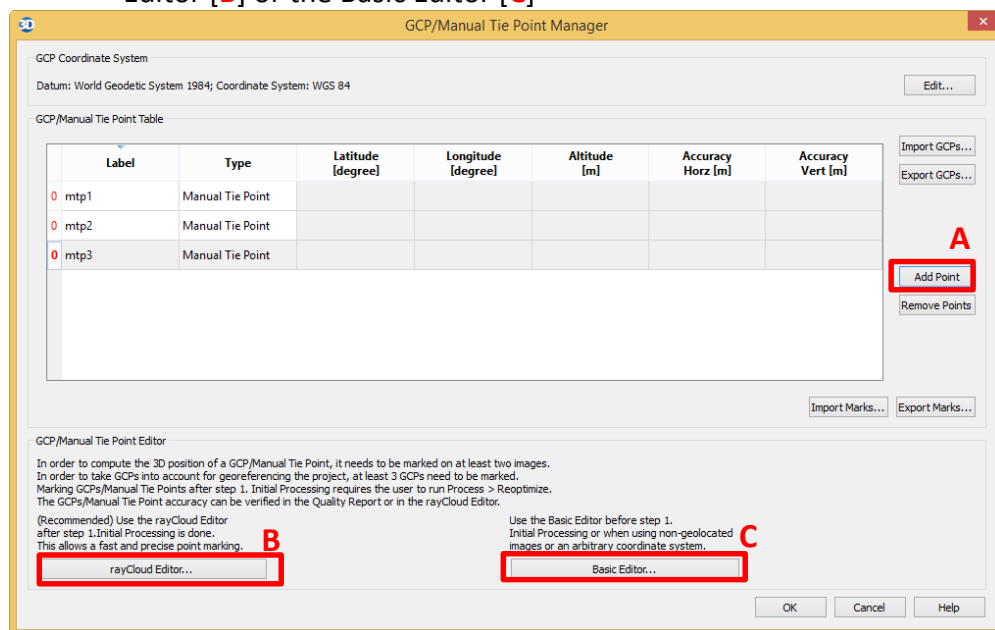 Editor [B] or the Basic Editor [C]
3D
GCP/Manual Tie Point Manager
GCP Coordinate System
Datum: World Geodetic System 1984; Coordinate System: WGS 84
Edit...
GCP/Manual Tie Point Table
Label Type Latitude [degree] Longitude [degree] Altitude [m] Accuracy Horz [m] Accuracy Vert [m]
Import GCPs...
Export GCPs...
0 mtp1 Manual Tie Point
0 mtp2 Manual Tie Point
0 mtp3 Manual Tie Point
A
Add Point
Remove Points
Import Marks... Export Marks...
GCP/Manual Tie Point Editor
In order to compute the 3D position of a GCP/Manual Tie Point, it needs to be marked on at least two images.
In order to take GCPs into account for georeferencing the project, at least 3 GCPs need to be marked.
Marking GCPs/Manual Tie Points after step 1. Initial Processing requires the user to run Process > Reoptimize.
The GCPs/Manual Tie Point accuracy can be verified in the Quality Report or in the rayCloud Editor.
(Recommended) Use the rayCloud Editor
after step 1.Initial Processing is done.
This allows a fast and precise point marking.
B
rayCloud Editor...
Use the Basic Editor before step 1.
Initial Processing or when using non-geolocated
images or an arbitrary coordinate system.
C
Basic Editor...
OK Cancel Help